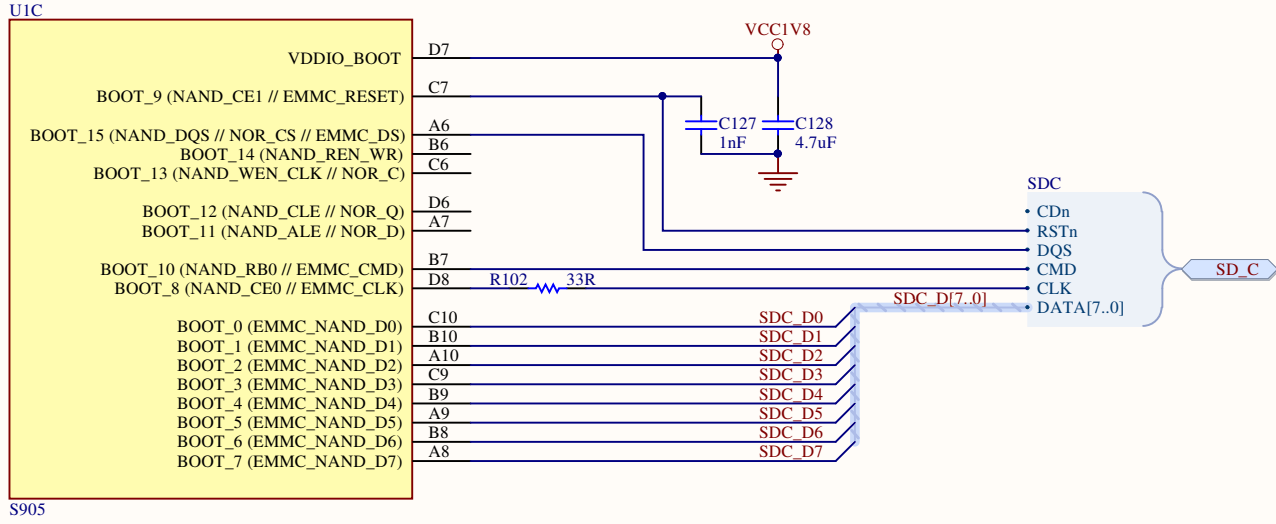 U1C
VCC1V8
VDDIO_BOOT D7
BOOT_9 (NAND_CE1 // EMMC_RESET) C7
C127 C128
1nF 4.7uF
BOOT_15 (NAND_DQS // NOR_CS // EMMC_DS) A6
BOOT_14 (NAND_REN_WR) B6
BOOT_13 (NAND_WEN_CLK // NOR_C) C6
SDC
BOOT_12 (NAND_CLE // NOR_Q) D6 CDn
BOOT_11 (NAND_ALE // NOR_D) A7 RSTn
DQS
BOOT_10 (NAND_RB0 // EMMC_CMD) B7 CMD SD_C
BOOT_8 (NAND_CE0 // EMMC_CLK) D8 R102 33R CLK
SDC_D[7..0] DATA[7..0]
BOOT_0 (EMMC_NAND_D0) C10 SDC_D0
BOOT_1 (EMMC_NAND_D1) B10 SDC_D1
BOOT_2 (EMMC_NAND_D2) A10 SDC_D2
BOOT_3 (EMMC_NAND_D3) C9 SDC_D3
BOOT_4 (EMMC_NAND_D4) B9 SDC_D4
BOOT_5 (EMMC_NAND_D5) A9 SDC_D5
BOOT_6 (EMMC_NAND_D6) B8 SDC_D6
BOOT_7 (EMMC_NAND_D7) A8 SDC_D7
S905